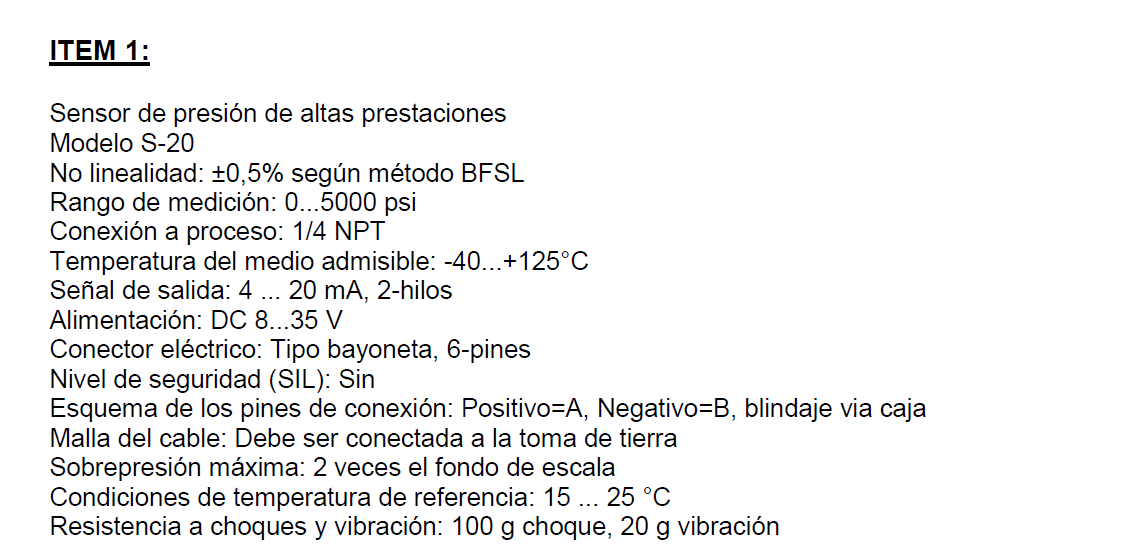 ITEM 1:
Sensor de presión de altas prestaciones
Modelo S-20
No linealidad: ±0,5% según método BFSL
Rango de medición: 0...5000 psi
Conexión a proceso: 1/4 NPT
Temperatura del medio admisible: -40...+125°C
Señal de salida: 4 ... 20 mA, 2-hilos
Alimentación: DC 8...35 V
Conector eléctrico: Tipo bayoneta, 6-pines
Nivel de seguridad (SIL): Sin
Esquema de los pines de conexión: Positivo=A, Negativo=B, blindaje via caja
Malla del cable: Debe ser conectada a la toma de tierra
Sobrepresión máxima: 2 veces el fondo de escala
Condiciones de temperatura de referencia: 15 ... 25 °C
Resistencia a choques y vibración: 100 g choque, 20 g vibración